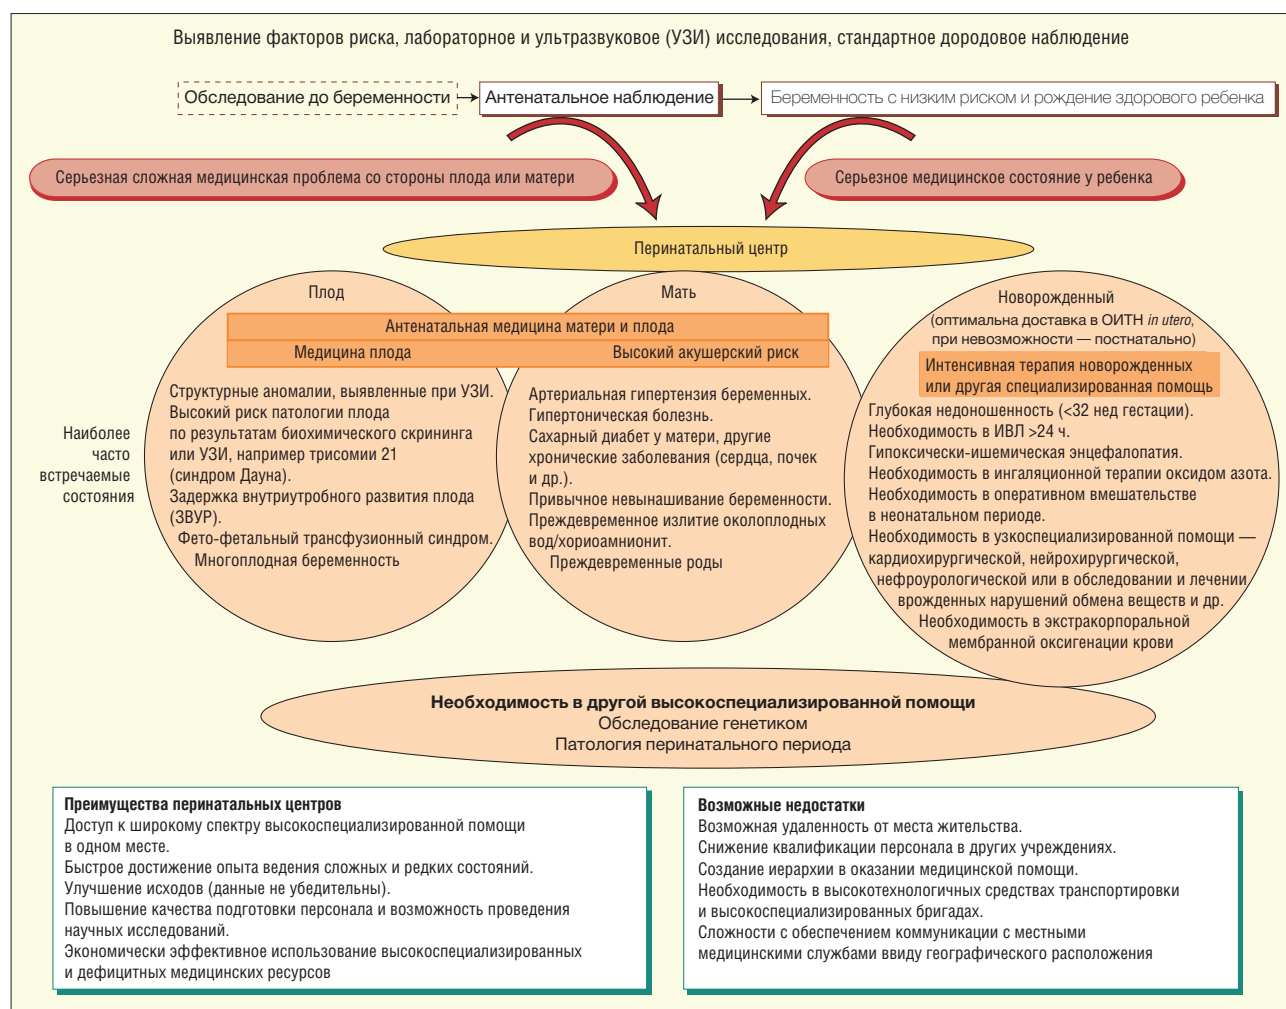 Выявление факторов риска, лабораторное и ультразвуковое (УЗИ) исследования, стандартное дородовое наблюдение
Обследование до беременности
Антенатальное наблюдение
Беременность с низким риском и рождение здорового ребенка
Серьезная сложная медицинская проблема со стороны плода или матери
Серьезное медицинское состояние у ребенка
Перинатальный центр
Плод
Мать
Антенатальная медицина матери и плода
Медицина плода
Высокий акушерский риск
Наиболее
часто
встречаемые
состояния
Структурные аномалии, выявленные при УЗИ.
Высокий риск патологии плода
по результатам биохимического скрининга
или УЗИ, например трисомии 21
(синдром Дауна).
Задержка внутриутробного развития плода
(ЗВУР).
Фето-фетальный трансфузионный синдром.
Многоплодная беременность
Артериальная гипертензия беременных.
Гипертоническая болезнь.
Сахарный диабет у матери, другие
хронические заболевания (сердца, почек
и др.).
Привычное невынашивание беременности.
Преждевременное излитие околоплодных
вод/хориоамнионит.
Преждевременные роды
Новорожденный
(оптимальна доставка в ОИТН in utero,
при невозможности — постнатально)
Интенсивная терапия новорожденных
или другая специализированная помощь
Глубокая недоношенность (<32 нед гестации).
Необходимость в ИВЛ >24 ч.
Гипоксически-ишемическая энцефалопатия.
Необходимость в ингаляционной терапии оксидом азота.
Необходимость в оперативном вмешательстве
в неонатальном периоде.
Необходимость в узкоспециализированной помощи —
кардиохирургической, нейрохирургической,
нефроурологической или в обследовании и лечении
врожденных нарушений обмена веществ и др.
Необходимость в экстракорпоральной
мембранной оксигенации крови
Необходимость в другой высокоспециализированной помощи
Обследование генетиком
Патология перинатального периода
Преимущества перинатальных центров
Доступ к широкому спектру высокоспециализированной помощи
в одном месте.
Быстрое достижение опыта ведения сложных и редких состояний.
Улучшение исходов (данные не убедительны).
Повышение качества подготовки персонала и возможность проведения
научных исследований.
Экономически эффективное использование высокоспециализированных
и дефицитных медицинских ресурсов
Возможные недостатки
Возможная удаленность от места жительства.
Снижение квалификации персонала в других учреждениях.
Создание иерархии в оказании медицинской помощи.
Необходимость в высокотехнологичных средствах транспортировки
и высокоспециализированных бригадах.
Сложности с обеспечением коммуникации с местными
медицинскими службами ввиду географического расположения